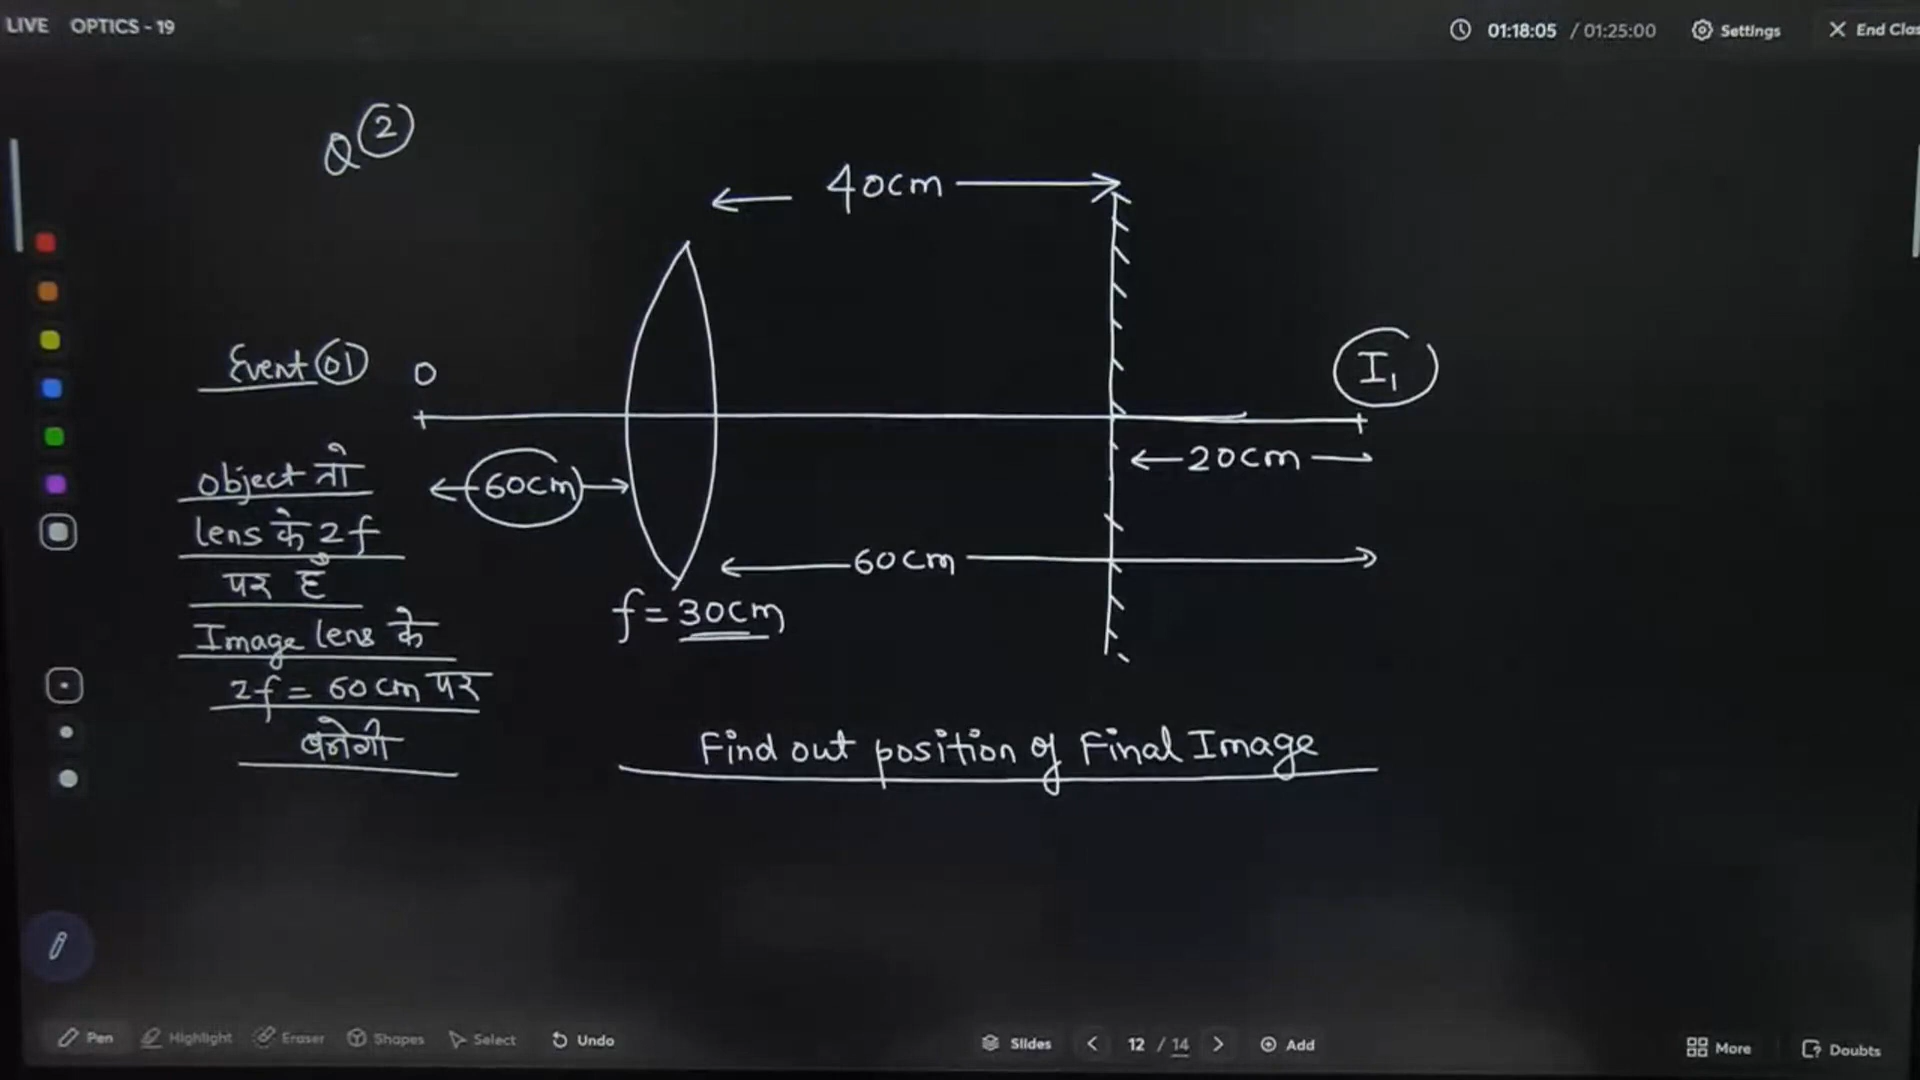 LIVE OPTICS - 19
01:18:05 / 01:25:00 Settings End Clas
Q 2
40cm
Event 01
O
I₁
object तो
lens के 2f
पर है
Image lens के
2f = 60cm पर
बनेगी
60cm
20cm
60cm
f = 30cm
Find out position of Final Image
Pen Highlight Eraser Shapes Select Undo
Slides 12 / 14 Add
More Doubts